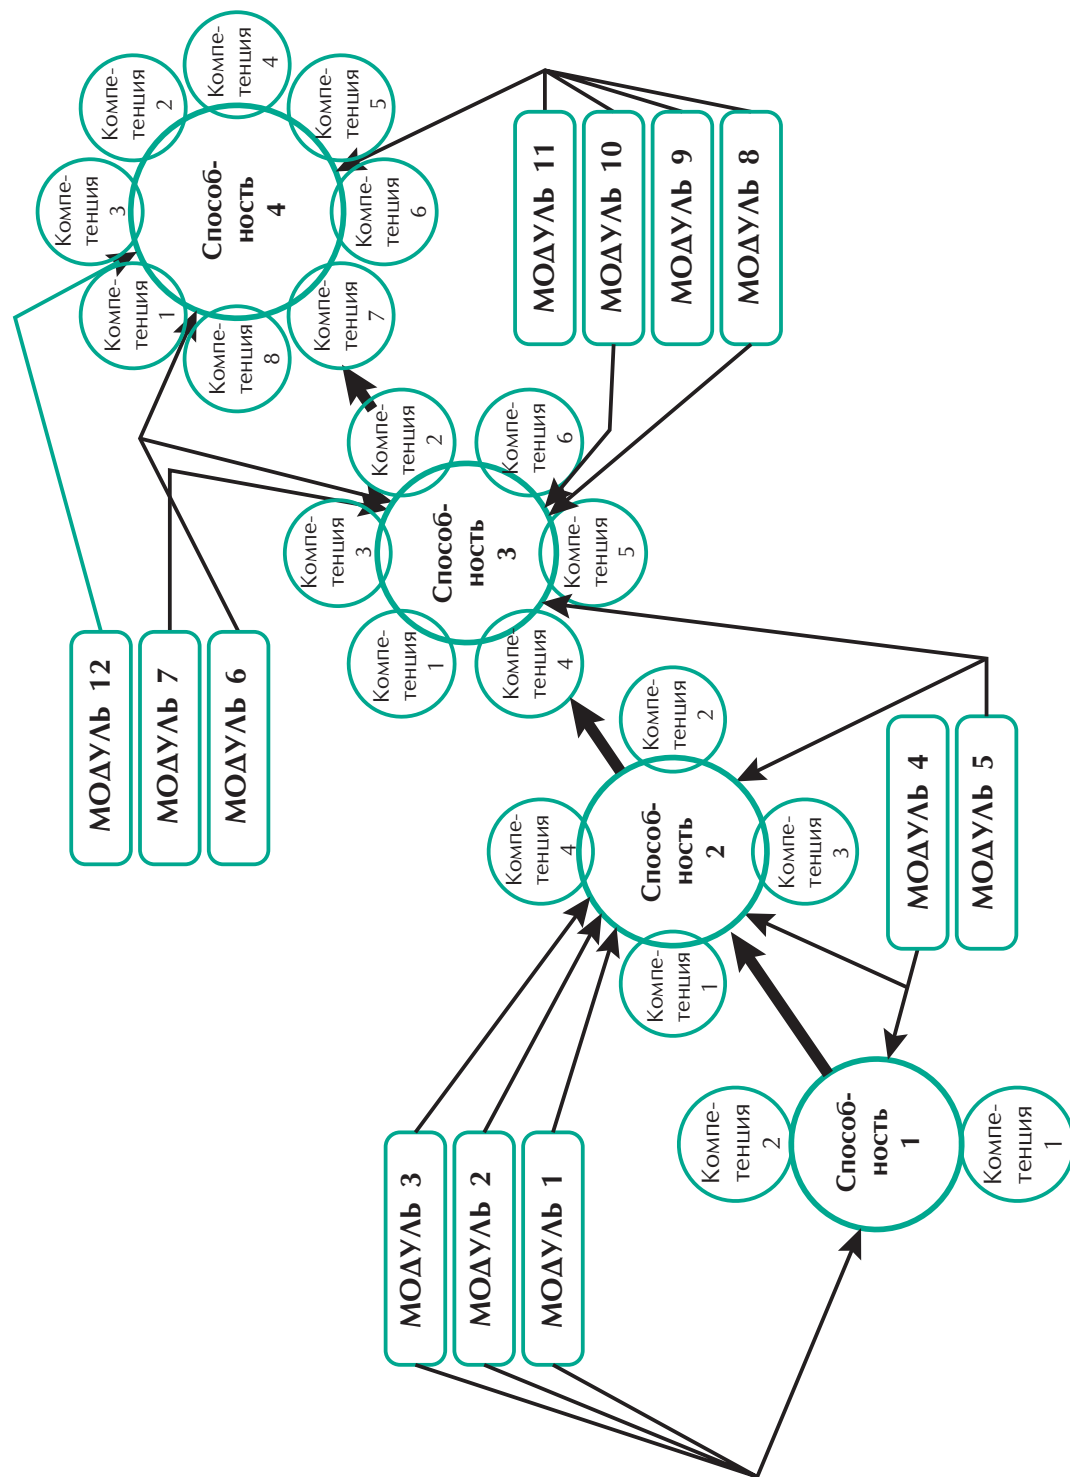 МОДУЛЬ 3
МОДУЛЬ 2
МОДУЛЬ 1
Компе-
тенция
2
Способ-
ность
1
Компе-
тенция
1
Компе-
тенция
4
Компе-
тенция
1
Способ-
ность
2
Компе-
тенция
2
Компе-
тенция
3
МОДУЛЬ 4
МОДУЛЬ 5
МОДУЛЬ 12
МОДУЛЬ 7
МОДУЛЬ 6
Компе-
тенция
3
Компе-
тенция
1
Компе-
тенция
2
Способ-
ность
3
Компе-
тенция
4
Компе-
тенция
6
Компе-
тенция
5
Компе-
тенция
3
Компе-
тенция
1
Компе-
тенция
2
Компе-
тенция
8
Способ-
ность
4
Компе-
тенция
4
Компе-
тенция
7
Компе-
тенция
5
Компе-
тенция
6
МОДУЛЬ 11
МОДУЛЬ 10
МОДУЛЬ 9
МОДУЛЬ 8